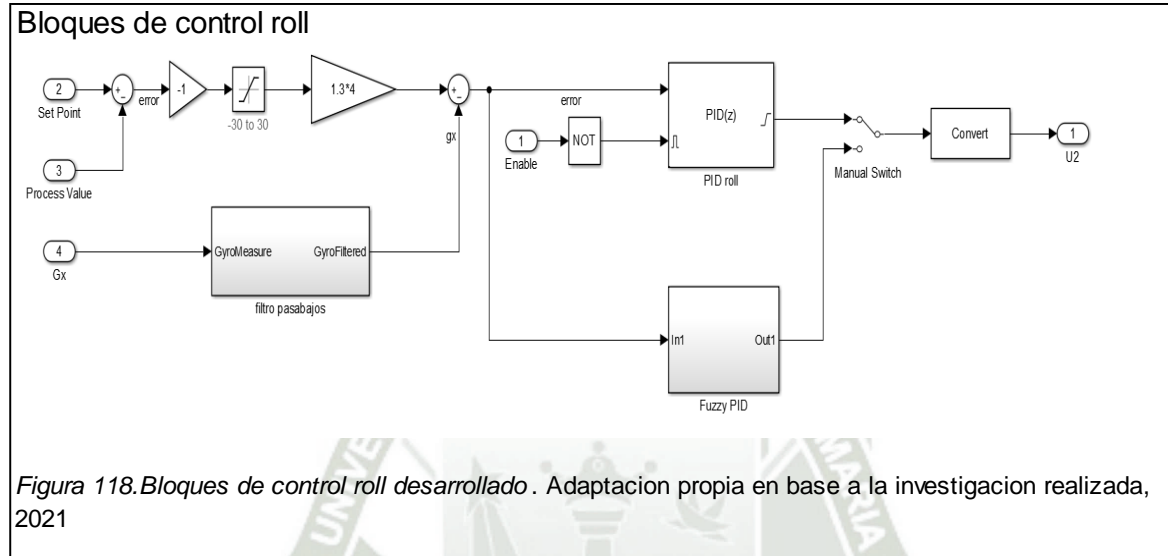 Bloques de control roll
2
Set Point
+
-
error
-1
-30 to 30
1.3*4
+
-
gx
error
1
Enable
NOT
PID(z)
PID roll
Manual Switch
Convert
1
U2
3
Process Value
4
Gx
GyroMeasure
GyroFiltered
filtro pasabajos
In1
Out1
Fuzzy PID
UNIVE
MARIA
Figura 118.Bloques de control roll desarrollado . Adaptacion propia en base a la investigacion realizada,
2021